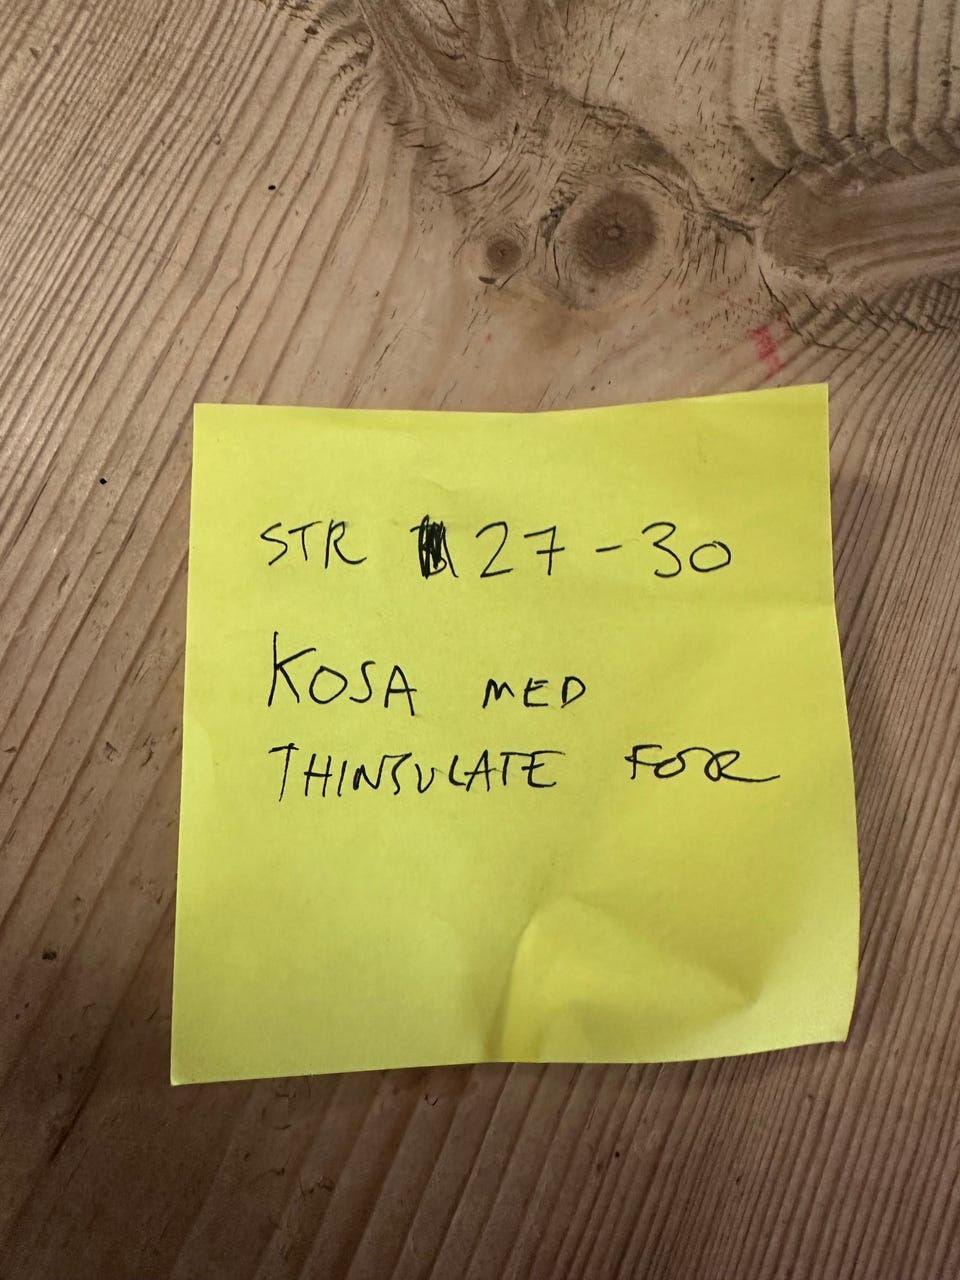 STR 27-30
KOSA MED
THINSULATE FOR